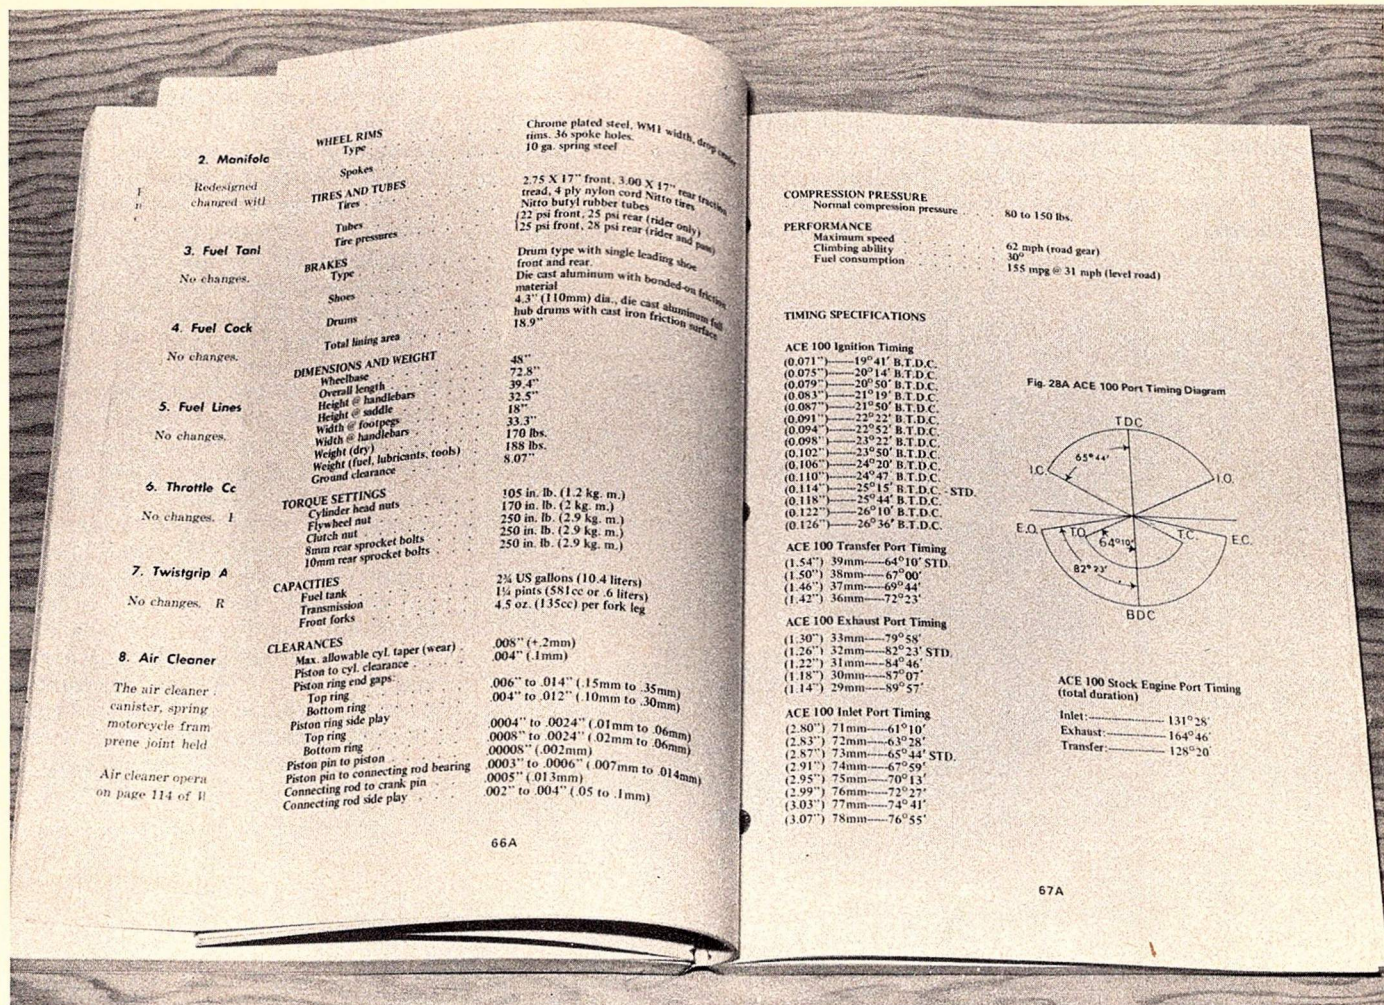 2. Manifolc
Redesigned
changed witl
3. Fuel Tanl
No changes.
4. Fuel Cock
No changes.
5. Fuel Lines
No changes.
6. Throttle Cc
No changes. I
7. Twistgrip A
No changes. R
8. Air Cleaner
The air cleaner
canister, spring
motorcycle fram
prene joint held
Air cleaner opera
on page 114 of
WHEEL RIMS
Type . . . Chrome plated steel, WM1 width, drop center
rims. 36 spoke holes.
Spokes . . . 10 ga. spring steel
TIRES AND TUBES
Tires . . . 2.75 X 17" front, 3.00 X 17" rear traction
tread, 4 ply nylon cord Nitto tires
Tubes . . . Nitto butyl rubber tubes
Tire pressures . . . {22 psi front, 25 psi rear (rider only)
{25 psi front, 28 psi rear (rider and pass)
BRAKES
Type . . . Drum type with single leading shoe
front and rear.
Shoes . . . Die cast aluminum with bonded-on friction
material
Drums . . . 4.3" (110mm) dia., die cast aluminum full
hub drums with cast iron friction surface
Total lining area . . . 18.9"
DIMENSIONS AND WEIGHT
Wheelbase . . . 48"
Overall length . . . 72.8"
Height @ handlebars . . . 39.4"
Height @ saddle . . . 32.5"
Width @ footpegs . . . 18"
Width @ handlebars . . . 33.3"
Weight (dry) . . . 170 lbs.
Weight (fuel, lubricants, tools) 188 lbs.
Ground clearance . . . 8.07"
TORQUE SETTINGS
Cylinder head nuts . . . 105 in. lb. (1.2 kg. m.)
Flywheel nut . . . 170 in. lb. (2 kg. m.)
Clutch nut . . . 250 in. lb. (2.9 kg. m.)
8mm rear sprocket bolts . . . 250 in. lb. (2.9 kg. m.)
10mm rear sprocket bolts . . . 250 in. lb. (2.9 kg. m.)
CAPACITIES
Fuel tank . . . 2¾ US gallons (10.4 liters)
Transmission . . . 1¼ pints (581cc or .6 liters)
Front forks . . . 4.5 oz. (135cc) per fork leg
CLEARANCES
Max. allowable cyl. taper (wear) . .008" (+.2mm)
Piston to cyl. clearance . . . .004" (.1mm)
Piston ring end gaps:
Top ring . . . .006" to .014" (.15mm to .35mm)
Bottom ring . . . .004" to .012" (.10mm to .30mm)
Piston ring side play
Top ring . . . .0004" to .0024" (.01mm to .06mm)
Bottom ring . . . .0008" to .0024" (.02mm to .06mm)
Piston pin to piston . . . .00008" (.002mm)
Piston pin to connecting rod bearing .0003" to .0006" (.007mm to .014mm)
Connecting rod to crank pin . . . .0005" (.013mm)
Connecting rod side play . . . .002" to .004" (.05 to .1mm)
66A
COMPRESSION PRESSURE
Normal compression pressure . . . 80 to 150 lbs.
PERFORMANCE
Maximum speed . . . 62 mph (road gear)
Climbing ability . . . 30°
Fuel consumption . . . 155 mpg @ 31 mph (level road)
TIMING SPECIFICATIONS
ACE 100 Ignition Timing
(0.071")——19°41' B.T.D.C.
(0.075")——20°14' B.T.D.C.
(0.079")——20°50' B.T.D.C.
(0.083")——21°19' B.T.D.C.
(0.087")——21°50' B.T.D.C.
(0.091")——22°22' B.T.D.C.
(0.094")——22°52' B.T.D.C.
(0.098")——23°22' B.T.D.C.
(0.102")——23°50' B.T.D.C.
(0.106")——24°20' B.T.D.C.
(0.110")——24°47' B.T.D.C.
(0.114")——25°15' B.T.D.C. - STD.
(0.118")——25°44' B.T.D.C.
(0.122")——26°10' B.T.D.C.
(0.126")——26°36' B.T.D.C.
ACE 100 Transfer Port Timing
(1.54") 39mm——64°10' STD.
(1.50") 38mm——67°00'
(1.46") 37mm——69°44'
(1.42") 36mm——72°23'
ACE 100 Exhaust Port Timing
(1.30") 33mm——79°58'
(1.26") 32mm——82°23' STD.
(1.22") 31mm——84°46'
(1.18") 30mm——87°07'
(1.14") 29mm——89°57'
ACE 100 Inlet Port Timing
(2.80") 71mm——61°10'
(2.83") 72mm——63°28'
(2.87") 73mm——65°44' STD.
(2.91") 74mm——67°59'
(2.95") 75mm——70°13'
(2.99") 76mm——72°27'
(3.03") 77mm——74°41'
(3.07") 78mm——76°55'
Fig. 28A ACE 100 Port Timing Diagram
TDC
65°44'
I.C. I.O.
E.O. T.O. T.C. E.C.
64°10'
82°23'
BDC
ACE 100 Stock Engine Port Timing
(total duration)
Inlet: 131°28'
Exhaust: 164°46'
Transfer: 128°20'
67A